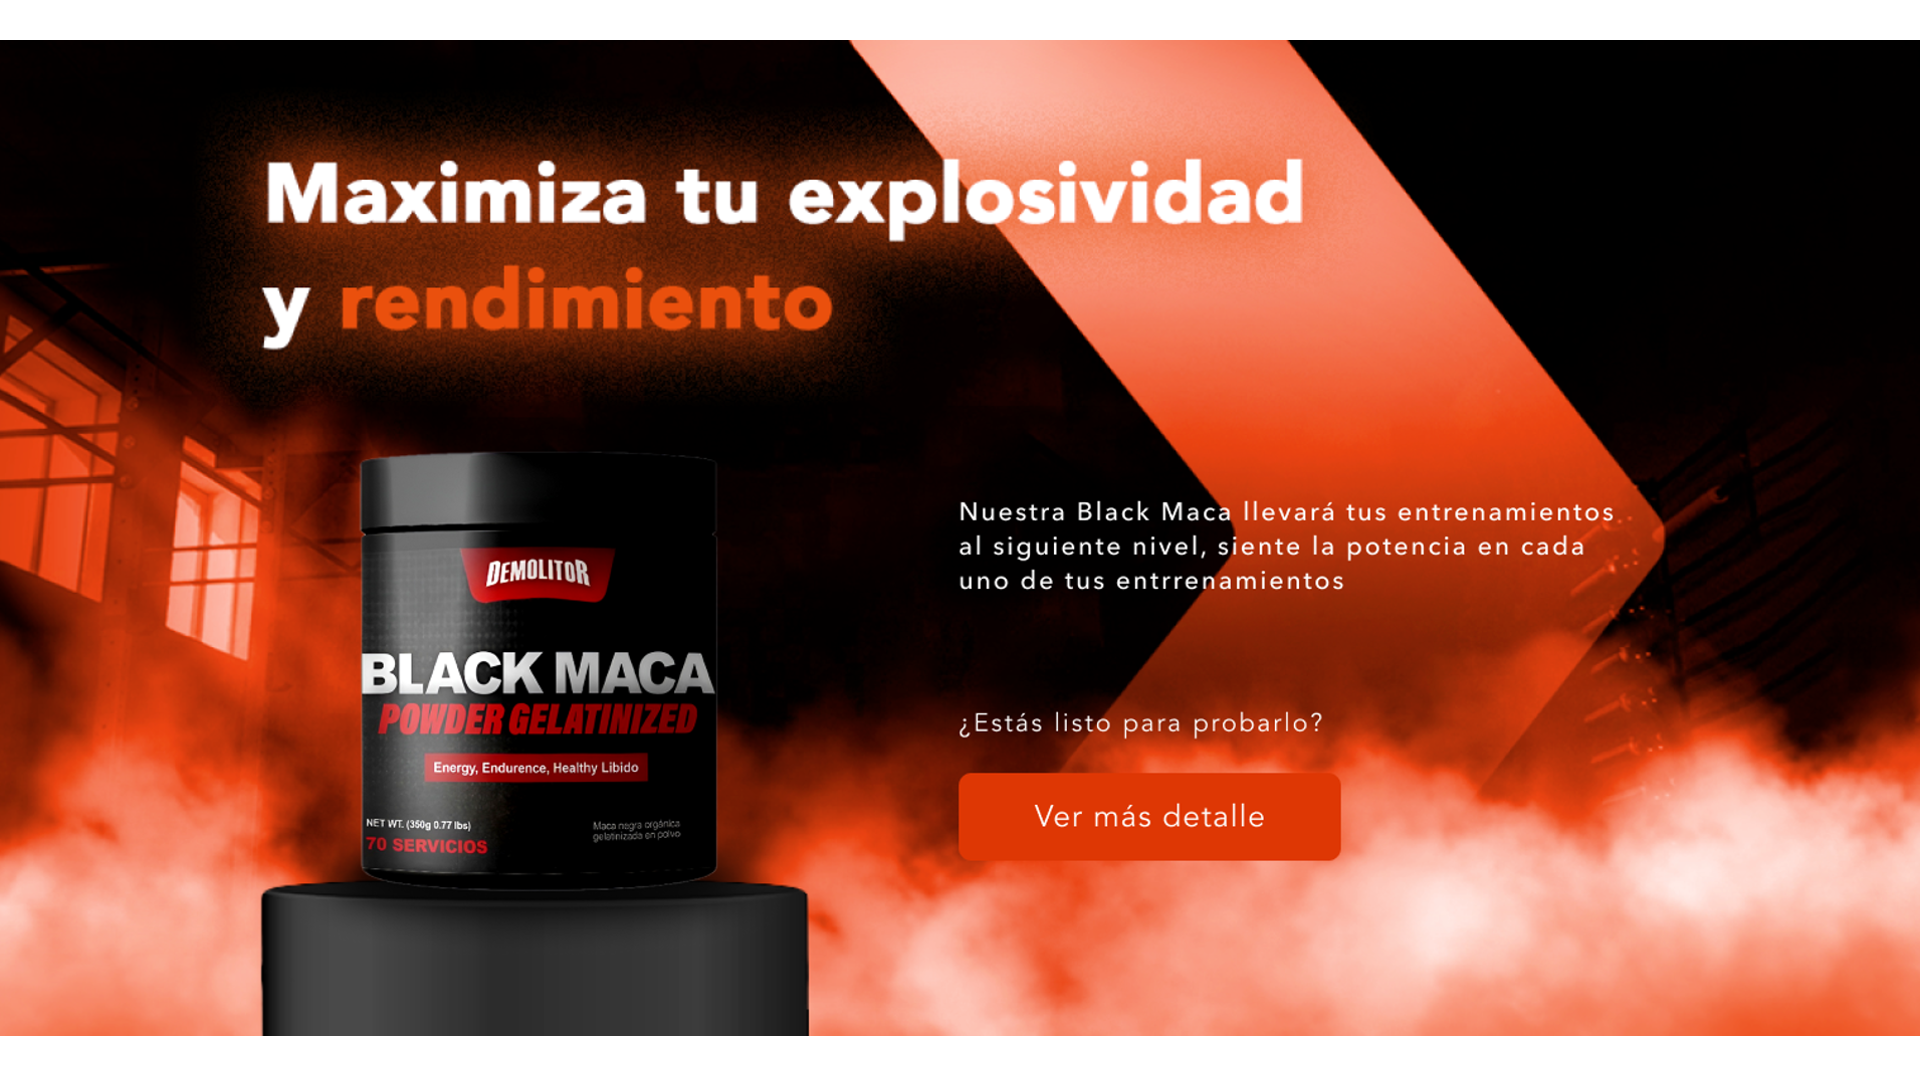 Maximiza tu explosividad
y rendimiento
DEMOLITOR
BLACK MACA
POWDER GELATINIZED
Energy, Endurence, Healthy Libido
NET WT. (350g 0.77 lbs)
70 SERVICIOS
Maca negra orgánica
gelatinizada en polvo
Nuestra Black Maca llevará tus entrenamientos
al siguiente nivel, siente la potencia en cada
uno de tus entrrenamientos
¿Estás listo para probarlo?
Ver más detalle